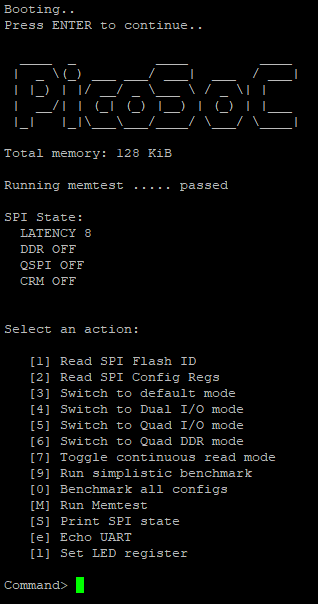 Booting..
Press ENTER to continue..
PicoSoC
Total memory: 128 KiB
Running memtest ..... passed
SPI State:
LATENCY 8
DDR OFF
QSPI OFF
CRM OFF
Select an action:
[1] Read SPI Flash ID
[2] Read SPI Config Regs
[3] Switch to default mode
[4] Switch to Dual I/O mode
[5] Switch to Quad I/O mode
[6] Switch to Quad DDR mode
[7] Toggle continuous read mode
[9] Run simplistic benchmark
[0] Benchmark all configs
[M] Run Memtest
[S] Print SPI state
[e] Echo UART
[l] Set LED register
Command>